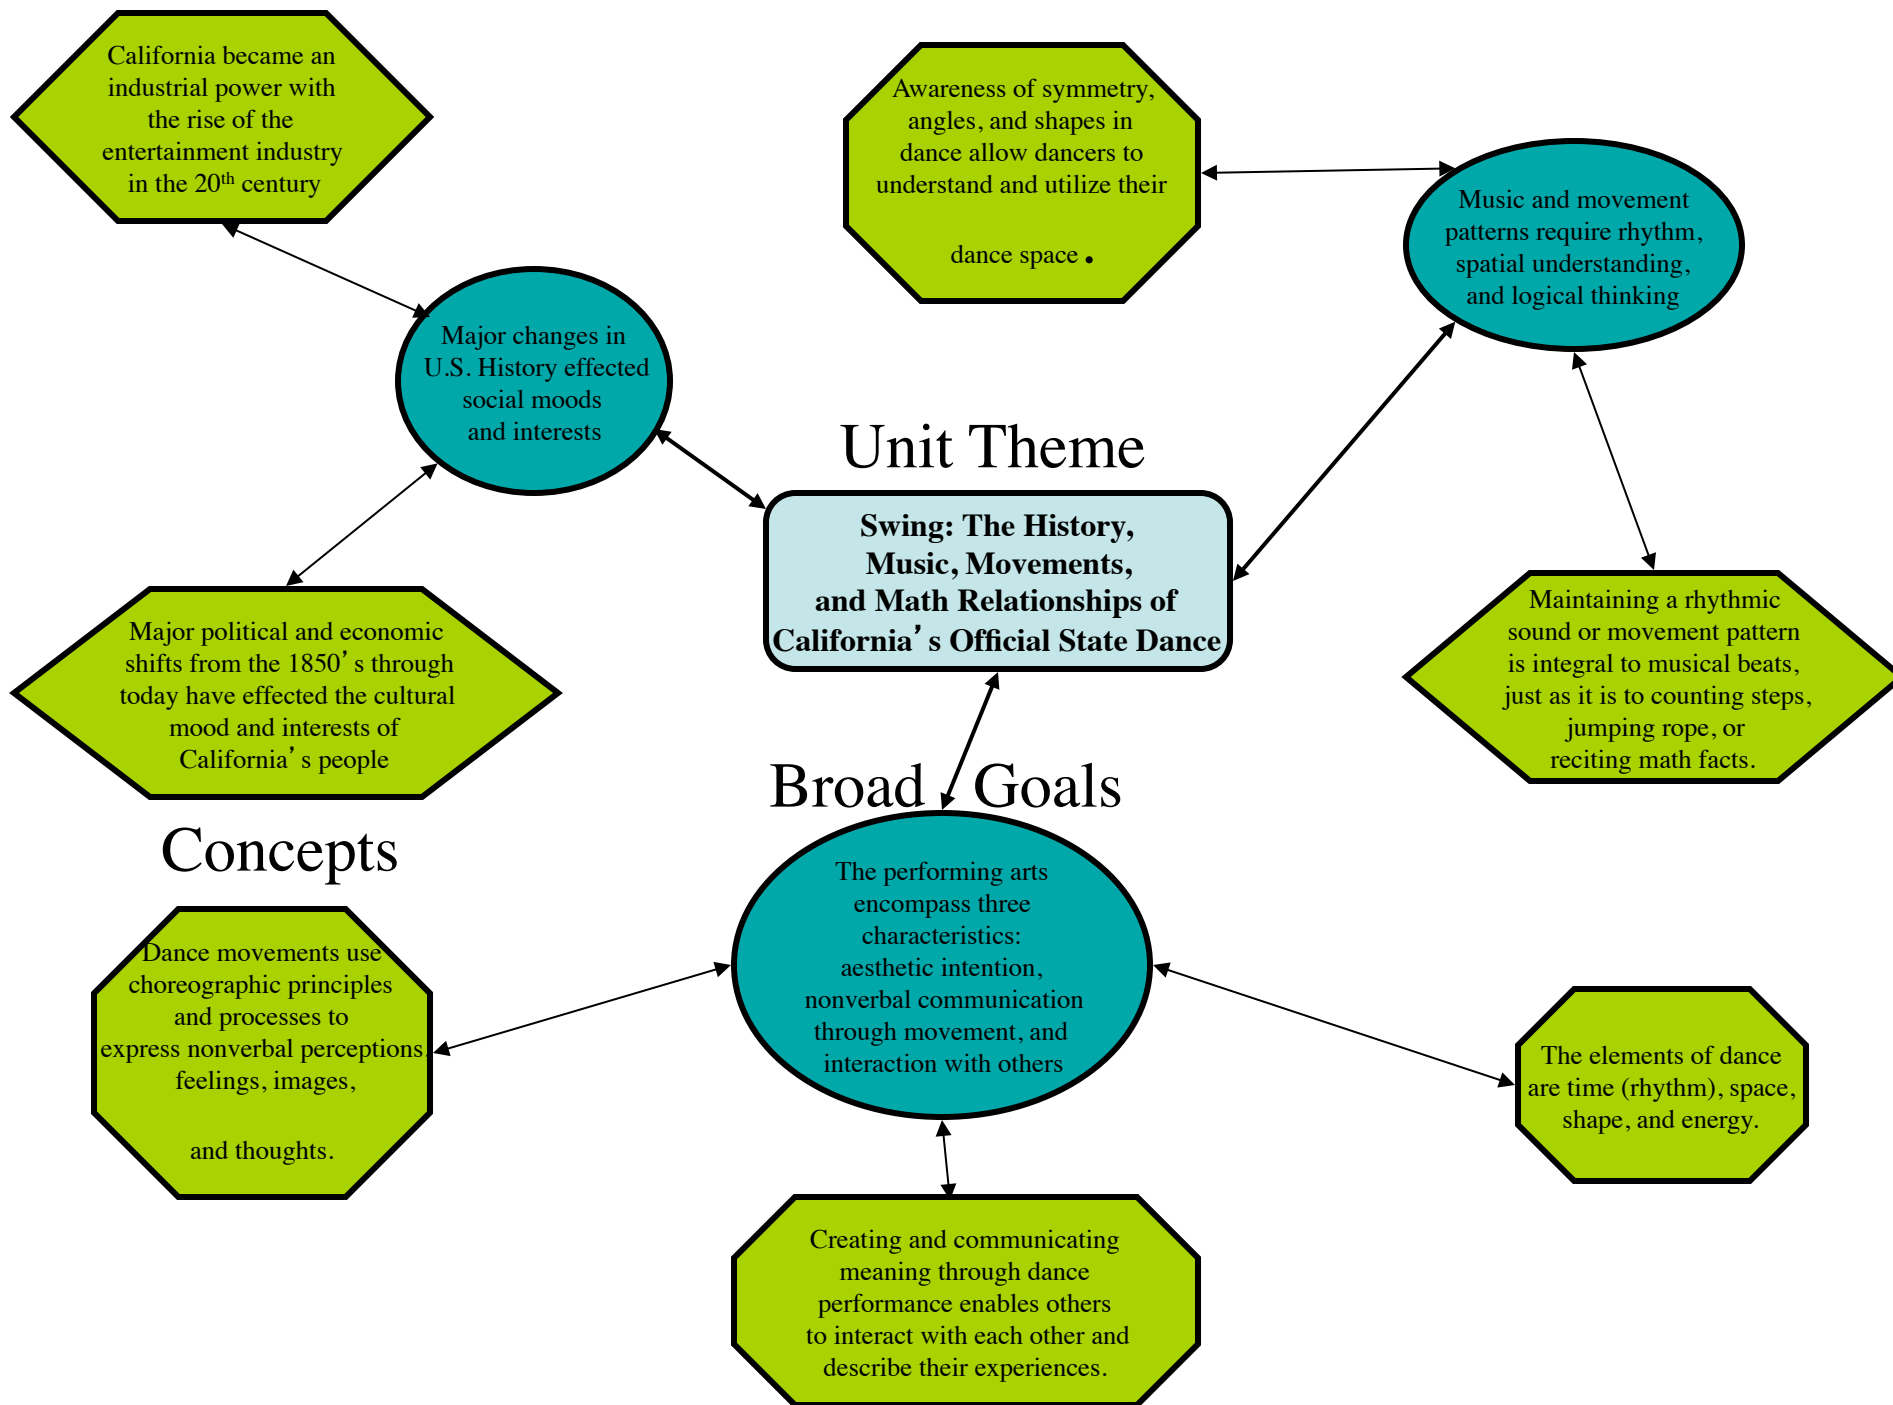 California became an
industrial power with
the rise of the
entertainment industry
in the 20th century
Awareness of symmetry,
angles, and shapes in
dance allow dancers to
understand and utilize their
dance space.
Music and movement
patterns require rhythm,
spatial understanding,
and logical thinking
Major changes in
U.S. History effected
social moods
and interests
Unit Theme
Swing: The History,
Music, Movements,
and Math Relationships of
California’s Official State Dance
Major political and economic
shifts from the 1850’s through
today have effected the cultural
mood and interests of
California’s people
Maintaining a rhythmic
sound or movement pattern
is integral to musical beats,
just as it is to counting steps,
jumping rope, or
reciting math facts.
Broad Goals
Concepts
The performing arts
encompass three
characteristics:
aesthetic intention,
nonverbal communication
through movement, and
interaction with others
Dance movements use
choreographic principles
and processes to
express nonverbal perceptions,
feelings, images,
and thoughts.
The elements of dance
are time (rhythm), space,
shape, and energy.
Creating and communicating
meaning through dance
performance enables others
to interact with each other and
describe their experiences.